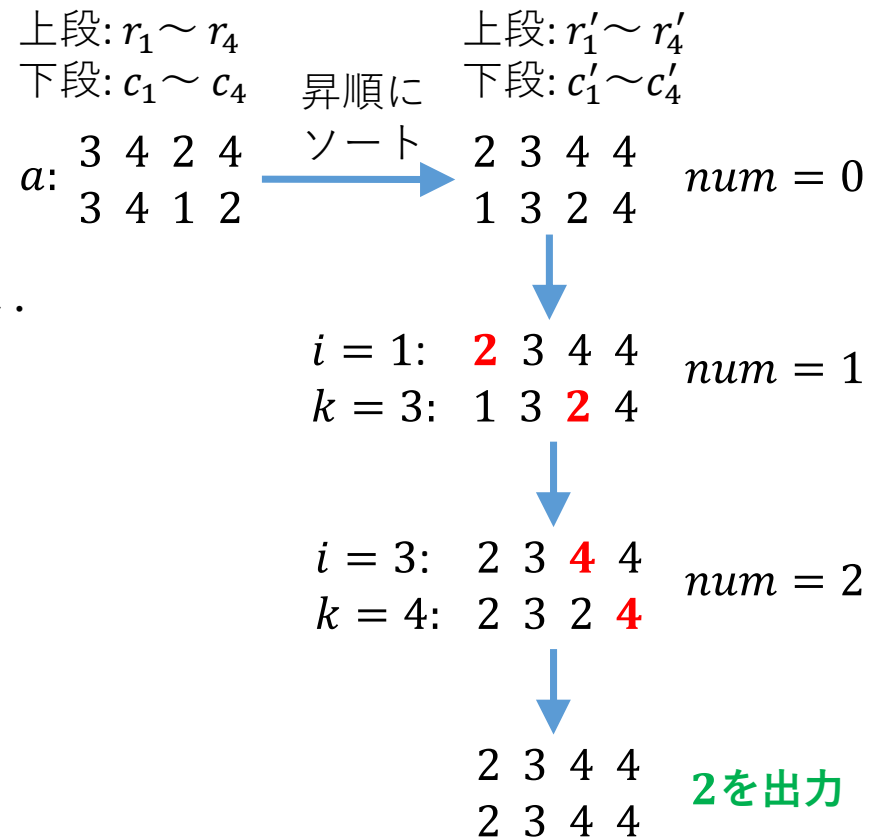 上段: r₁～ r₄
下段: c₁～ c₄
昇順に
ソート
上段: r′₁～ r′₄
下段: c′₁～c′₄
a: 3 4 2 4
3 4 1 2
2 3 4 4
1 3 2 4
num = 0
.
i = 1: 2 3 4 4
k = 3: 1 3 2 4
num = 1
i = 3: 2 3 4 4
k = 4: 2 3 2 4
num = 2
2 3 4 4
2 3 4 4
2を出力